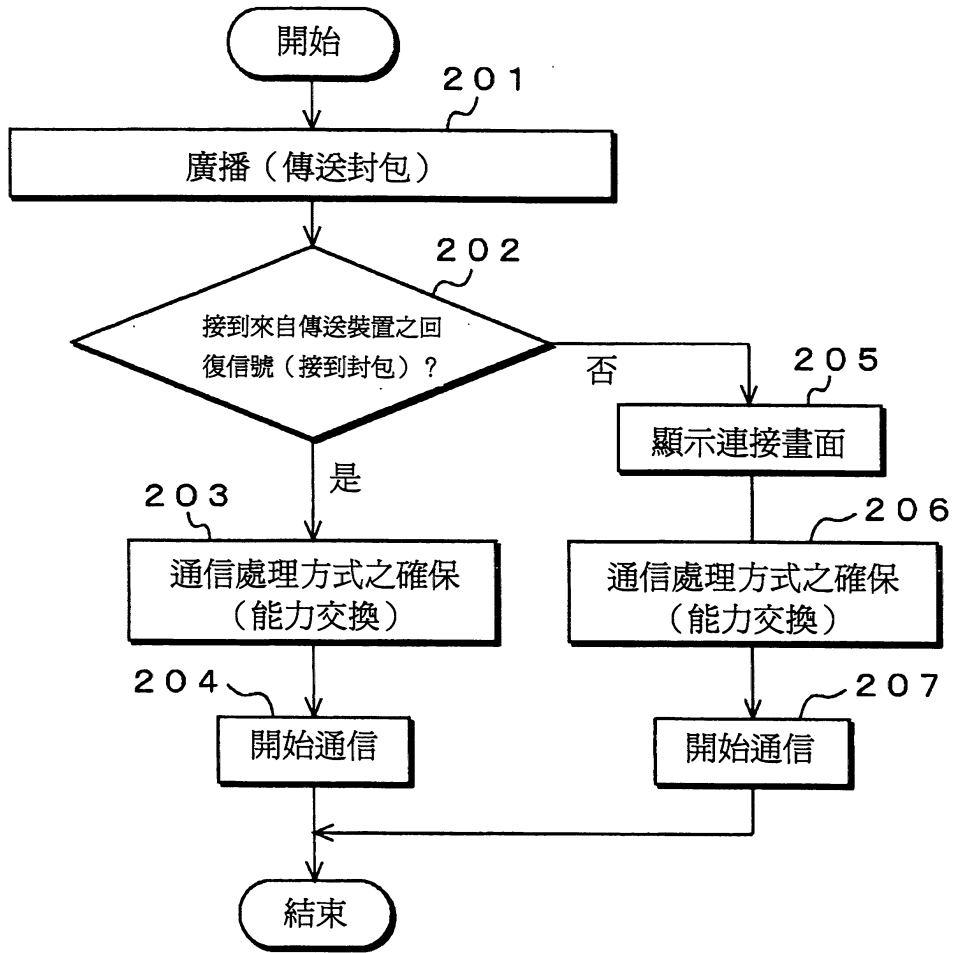 開始
201
廣播(傳送封包)
202
接到來自傳送裝置之回
復信號(接到封包)?
否
205
顯示連接畫面
是
203
通信處理方式之確保
(能力交換)
206
通信處理方式之確保
(能力交換)
204
開始通信
207
開始通信
結束